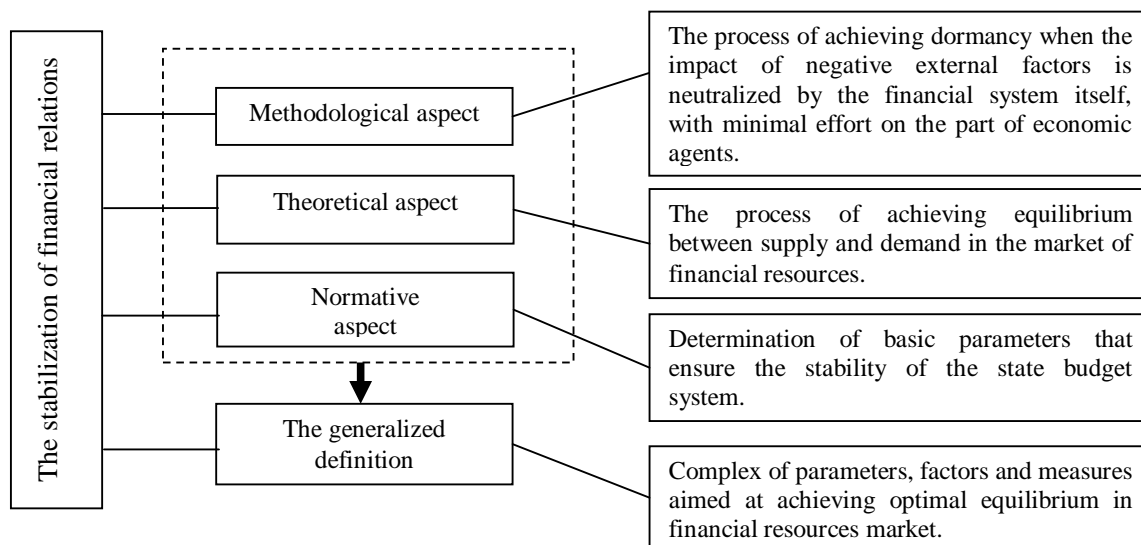 The stabilization of financial relations
Methodological aspect
The process of achieving dormancy when the
impact of negative external factors is
neutralized by the financial system itself,
with minimal effort on the part of economic
agents.
Theoretical aspect
The process of achieving equilibrium
between supply and demand in the market of
financial resources.
Normative
aspect
Determination of basic parameters that
ensure the stability of the state budget
system.
The generalized
definition
Complex of parameters, factors and measures
aimed at achieving optimal equilibrium in
financial resources market.